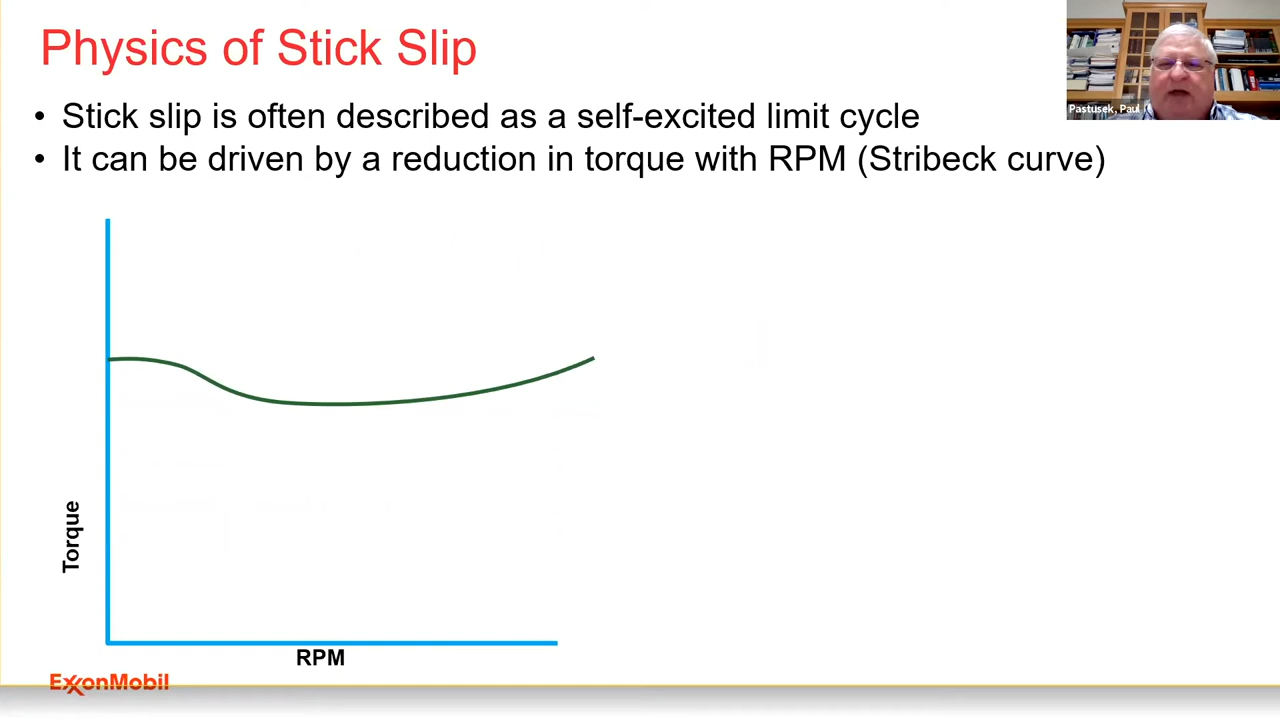 Physics of Stick Slip
Pastusek, Paul
• Stick slip is often described as a self-excited limit cycle
• It can be driven by a reduction in torque with RPM (Stribeck curve)
Torque
RPM
ExxonMobil